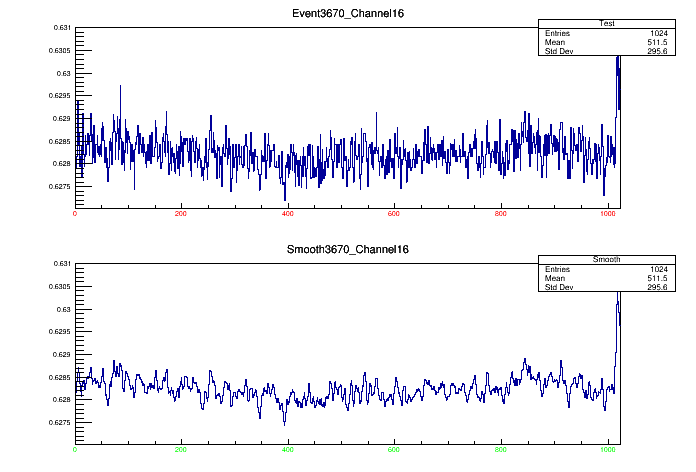 Event3670_Channel16
Test
Entries 1024
Mean 511.5
Std Dev 295.6
0.631
0.6305
0.63
0.6295
0.629
0.6285
0.628
0.6275
0 200 400 600 800 1000
Smooth3670_Channel16
Smooth
Entries 1024
Mean 511.5
Std Dev 295.6
0.631
0.6305
0.63
0.6295
0.629
0.6285
0.628
0.6275
0 200 400 600 800 1000